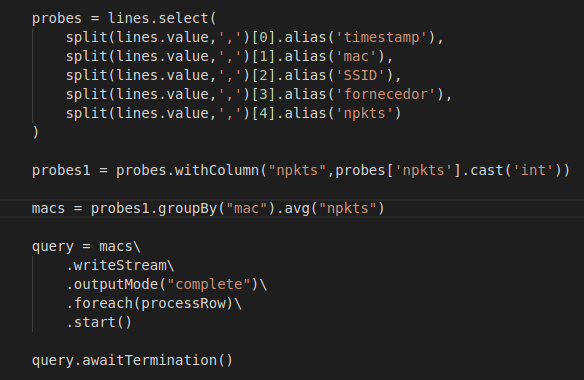 probes = lines.select(
    split(lines.value,',')[0].alias('timestamp'),
    split(lines.value,',')[1].alias('mac'),
    split(lines.value,',')[2].alias('SSID'),
    split(lines.value,',')[3].alias('fornecedor'),
    split(lines.value,',')[4].alias('npkts')
)
probes1 = probes.withColumn("npkts",probes['npkts'].cast('int'))
macs = probes1.groupBy("mac").avg("npkts")
query = macs\
    .writeStream\
    .outputMode("complete")\
    .foreach(processRow)\
    .start()
query.awaitTermination()